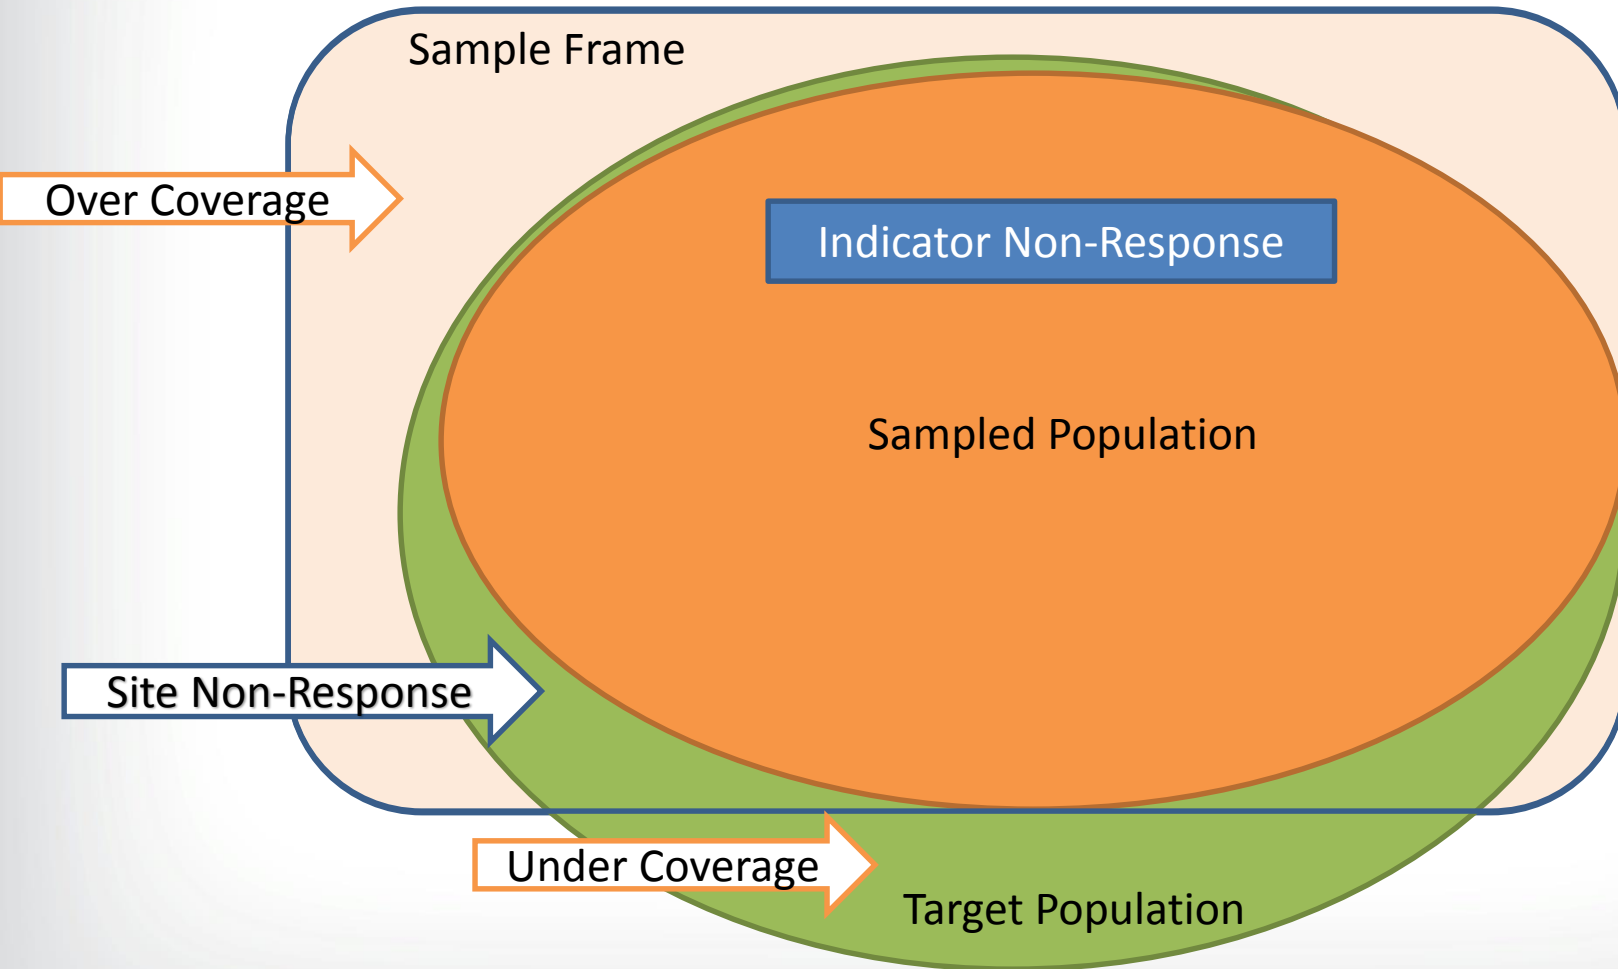 Sample Frame
Over Coverage
Indicator Non-Response
Sampled Population
Site Non-Response
Under Coverage
Target Population